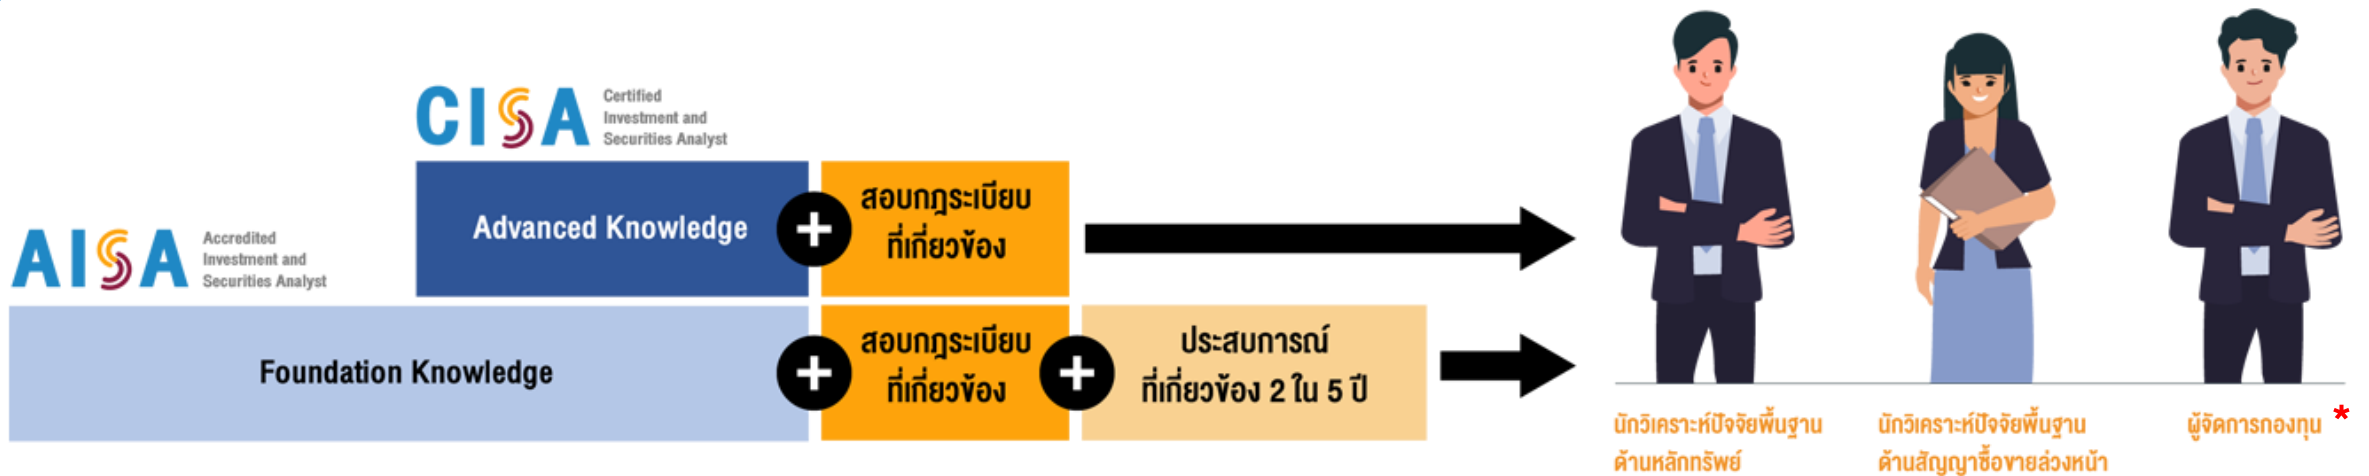 CISA
Certified
Investment and
Securities Analyst
Advanced Knowledge
+
สอบกฎระเบียบ
ที่เกี่ยวข้อง
AISA
Accredited
Investment and
Securities Analyst
Foundation Knowledge
+
สอบกฎระเบียบ
ที่เกี่ยวข้อง
+
ประสบการณ์
ที่เกี่ยวข้อง 2 ใน 5 ปี
นักวิเคราะห์ปัจจัยพื้นฐาน
ด้านหลักทรัพย์
นักวิเคราะห์ปัจจัยพื้นฐาน
ด้านสัญญาซื้อขายล่วงหน้า
ผู้จัดการกองทุน *